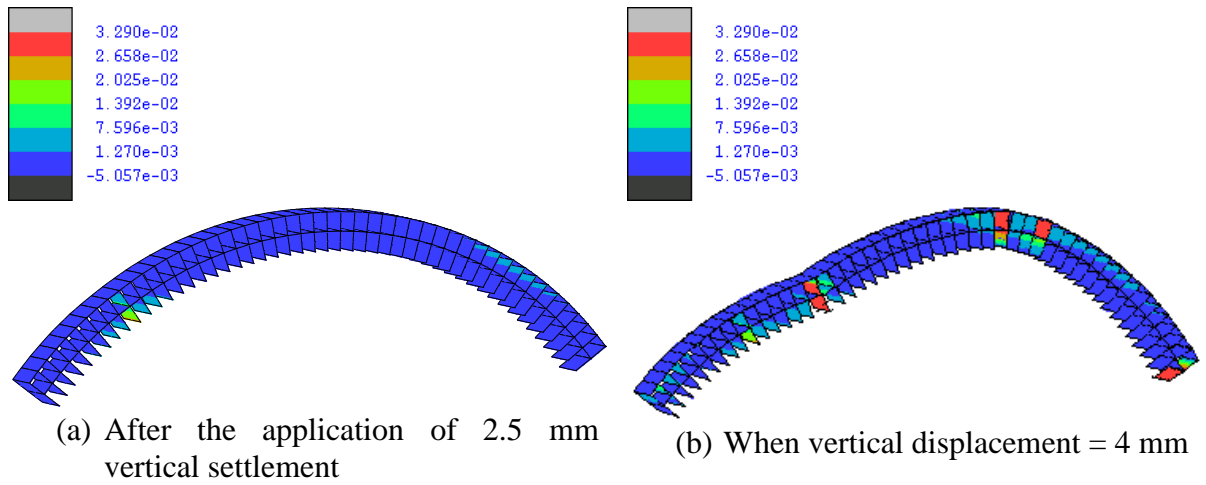 3.290e-02
2.658e-02
2.025e-02
1.392e-02
7.596e-03
1.270e-03
-5.057e-03
3.290e-02
2.658e-02
2.025e-02
1.392e-02
7.596e-03
1.270e-03
-5.057e-03
(a) After the application of 2.5 mm
vertical settlement
(b) When vertical displacement = 4 mm